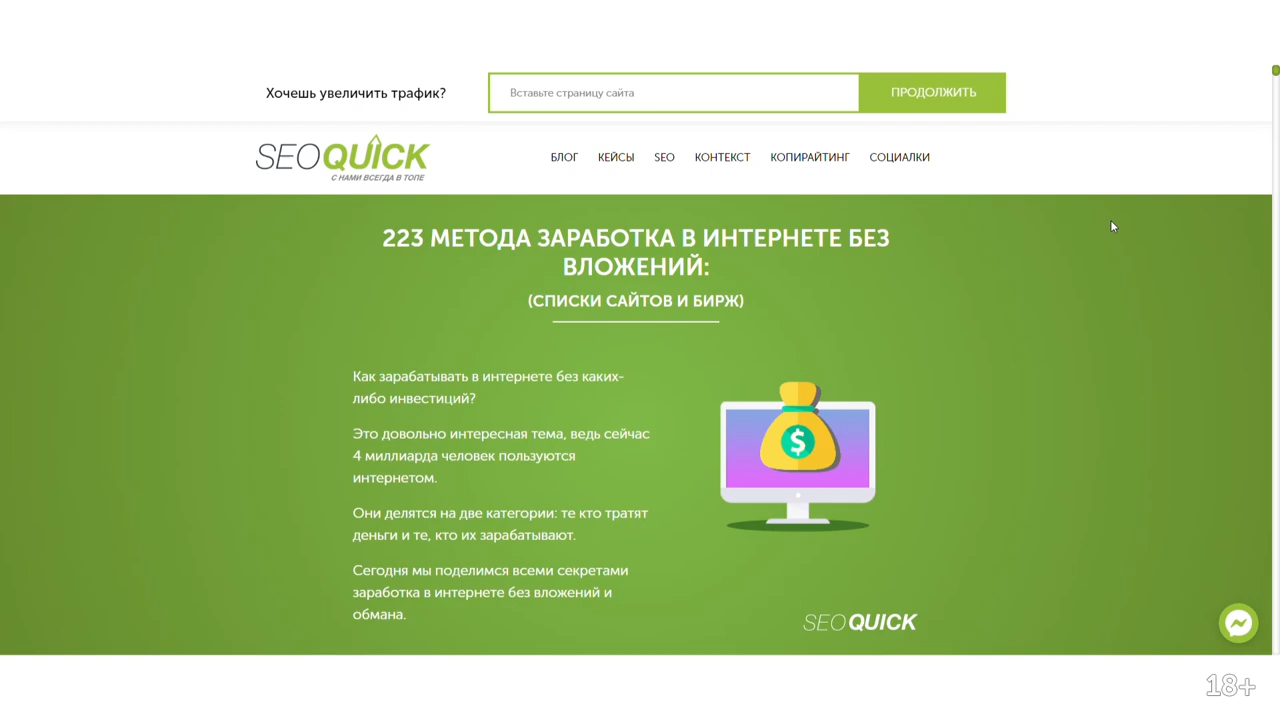 Хочешь увеличить трафик?
Вставьте страницу сайта
ПРОДОЛЖИТЬ
SEOQUICK
С НАМИ ВСЕГДА В ТОПЕ
БЛОГ КЕЙСЫ SEO КОНТЕКСТ КОПИРАЙТИНГ СОЦИАЛКИ
223 МЕТОДА ЗАРАБОТКА В ИНТЕРНЕТЕ БЕЗ
ВЛОЖЕНИЙ:
(СПИСКИ САЙТОВ И БИРЖ)
Как зарабатывать в интернете без каких-
либо инвестиций?
Это довольно интересная тема, ведь сейчас
4 миллиарда человек пользуются
интернетом.
Они делятся на две категории: те кто тратят
деньги и те, кто их зарабатывают.
Сегодня мы поделимся всеми секретами
заработка в интернете без вложений и
обмана.
$
SEOQUICK
18+